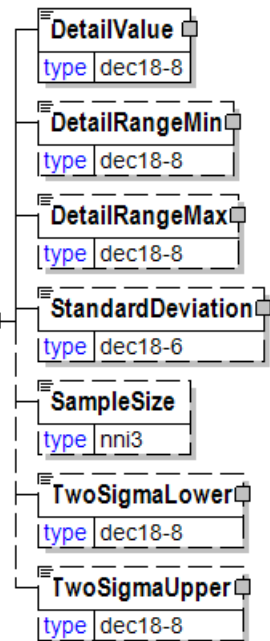 DetailValue
type dec18-8
DetailRangeMin
type dec18-8
DetailRangeMax
type dec18-8
StandardDeviation
type dec18-6
SampleSize
type nni3
TwoSigmaLower
type dec18-8
TwoSigmaUpper
type dec18-8